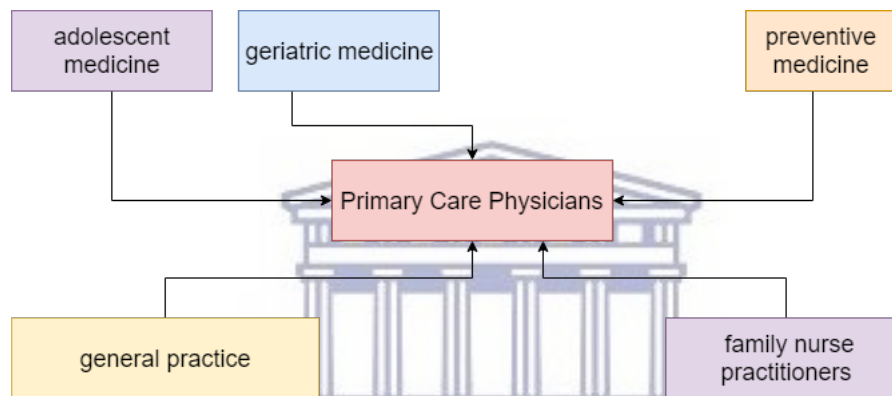 adolescent
medicine
geriatric medicine
preventive
medicine
Primary Care Physicians
general practice
family nurse
practitioners